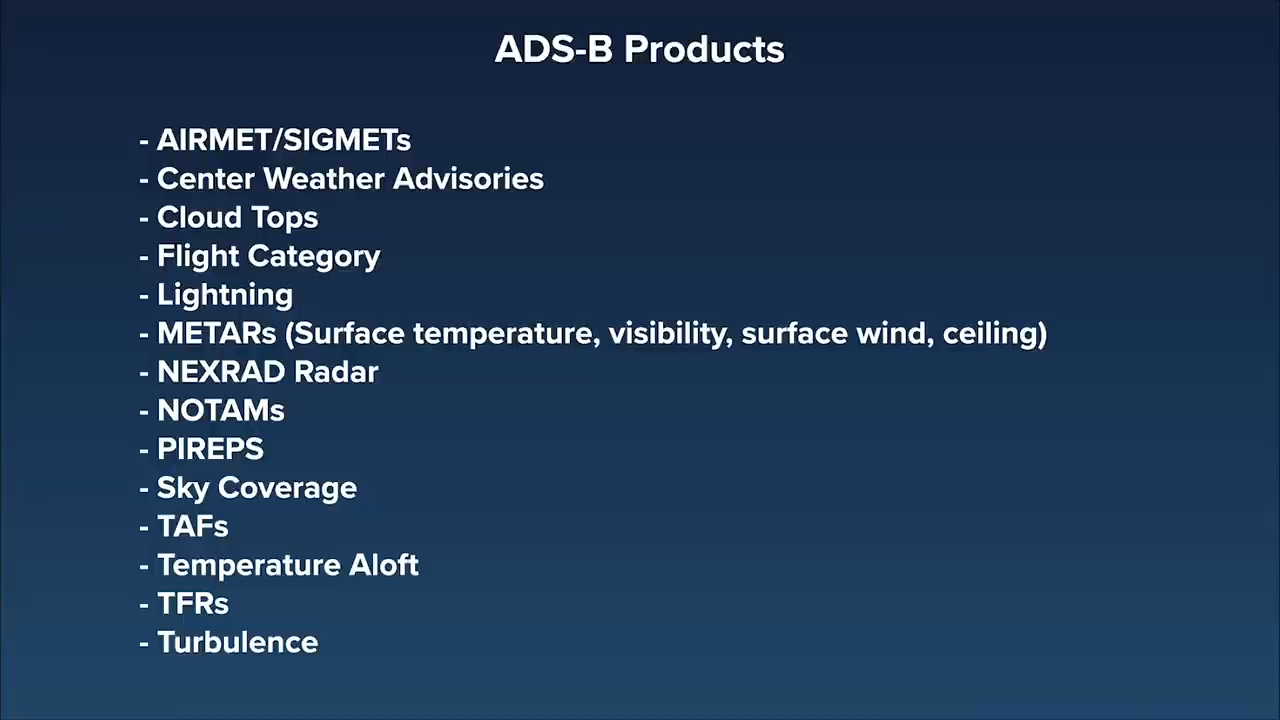 ADS-B Products
- AIRMET/SIGMETs
- Center Weather Advisories
- Cloud Tops
- Flight Category
- Lightning
- METARs (Surface temperature, visibility, surface wind, ceiling)
- NEXRAD Radar
- NOTAMs
- PIREPS
- Sky Coverage
- TAFs
- Temperature Aloft
- TFRs
- Turbulence